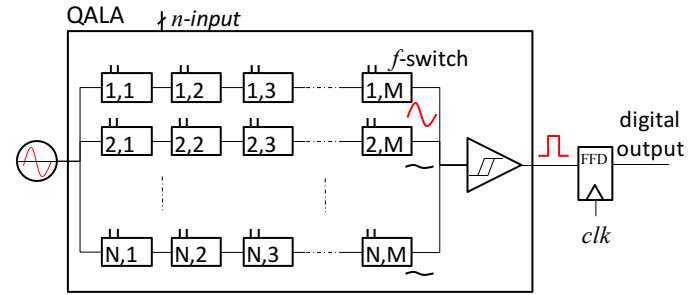 QALA
n-input
f-switch
1,1 1,2 1,3 1,M
2,1 2,2 2,3 2,M
N,1 N,2 N,3 N,M
digital
output
FFD
clk